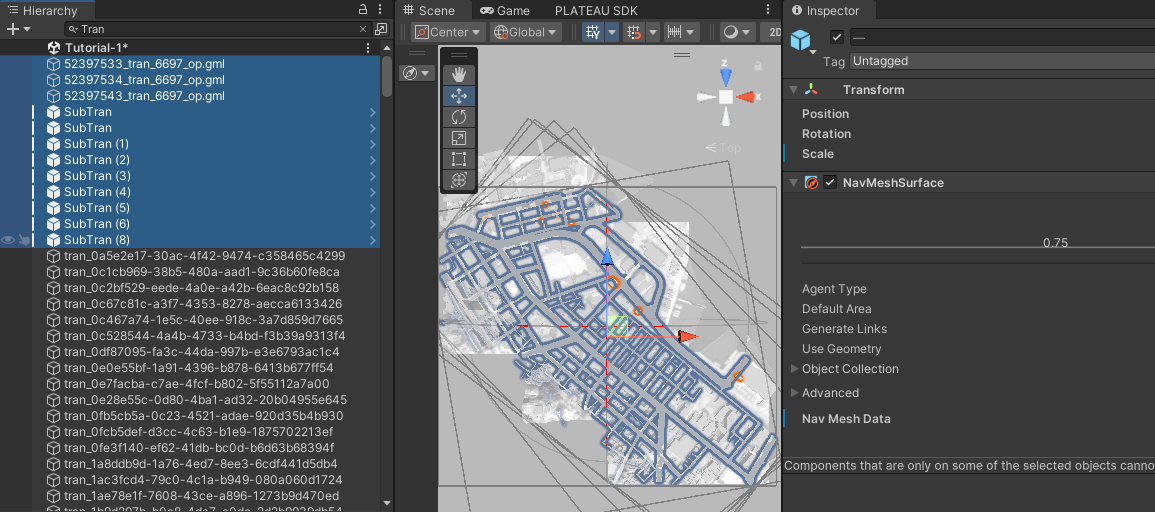 Hierarchy
Tran
Tutorial-1*
52397533_tran_6697_op.gml
52397534_tran_6697_op.gml
52397543_tran_6697_op.gml
SubTran
SubTran
SubTran (1)
SubTran (2)
SubTran (3)
SubTran (4)
SubTran (5)
SubTran (6)
SubTran (8)
tran_0a5e2e17-30ac-4f42-9474-c358465c4299
tran_0c1cb969-38b5-480a-aad1-9c36b60fe8ca
tran_0c2bf529-eede-4a0e-a42b-6eac8c92b158
tran_0c67c81c-a3f7-4353-8278-aecca6133426
tran_0c467a74-1e5c-40ee-918c-3a7d859d7665
tran_0c528544-4a4b-4733-b4bd-f3b39a9313f4
tran_0df87095-fa3c-44da-997b-e3e6793ac1c4
tran_0e0e55bf-1a91-4396-b878-6413b677ff54
tran_0e7facba-c7ae-4fcf-b802-5f55112a7a00
tran_0e28e55c-0d80-4ba1-ad32-20b04955e645
tran_0fb5cb5a-0c23-4521-adae-920d35b4b930
tran_0fcb5def-d3cc-4c63-b1e9-1875702213ef
tran_0fe3f140-ef62-41db-bc0d-b6d63b68394f
tran_1a8ddb9d-1a76-4ed7-8ee3-6cdf441d5db4
tran_1ac3fcd4-79c0-4c1a-b949-080a060d1724
tran_1ae78e1f-7608-43ce-a896-1273b9d470ed
Scene
Game
PLATEAU SDK
Center
Global
2D
z
x
Top
Inspector
—
Tag
Untagged
Transform
Position
Rotation
Scale
NavMeshSurface
0.75
Agent Type
Default Area
Generate Links
Use Geometry
Object Collection
Advanced
Nav Mesh Data
Components that are only on some of the selected objects canno